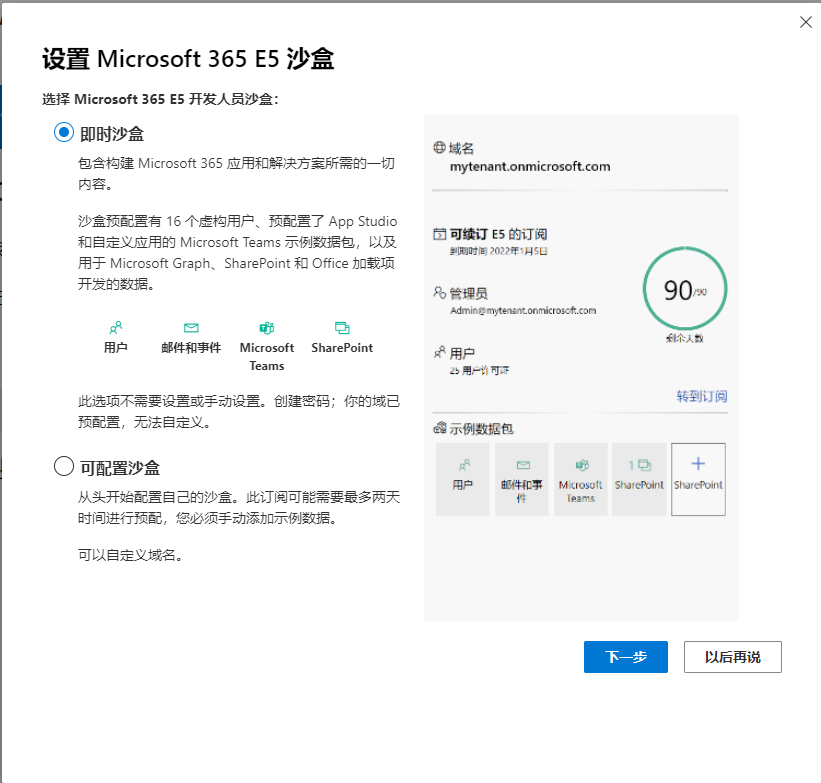 设置 Microsoft 365 E5 沙盒
选择 Microsoft 365 E5 开发人员沙盒：
即时沙盒
包含构建 Microsoft 365 应用和解决方案所需的一切
内容。
沙盒预配置有 16 个虚构用户、预配置了 App Studio
和自定义应用的 Microsoft Teams 示例数据包，以及
用于 Microsoft Graph、SharePoint 和 Office 加载项
开发的数据。
用户
邮件和事件
Microsoft
Teams
SharePoint
此选项不需要设置或手动设置。创建密码；你的域已
预配置，无法自定义。
可配置沙盒
从头开始配置自己的沙盒。此订阅可能需要最多两天
时间进行预配，您必须手动添加示例数据。
可以自定义域名。
域名
mytenant.onmicrosoft.com
可续订 E5 的订阅
到期时间 2022年1月5日
90/90
剩余天数
管理员
Admin@mytenant.onmicrosoft.com
用户
25 用户许可证
转到订阅
示例数据包
用户
邮件和事
件
Microsoft
Teams
1
SharePoint
SharePoint
下一步
以后再说